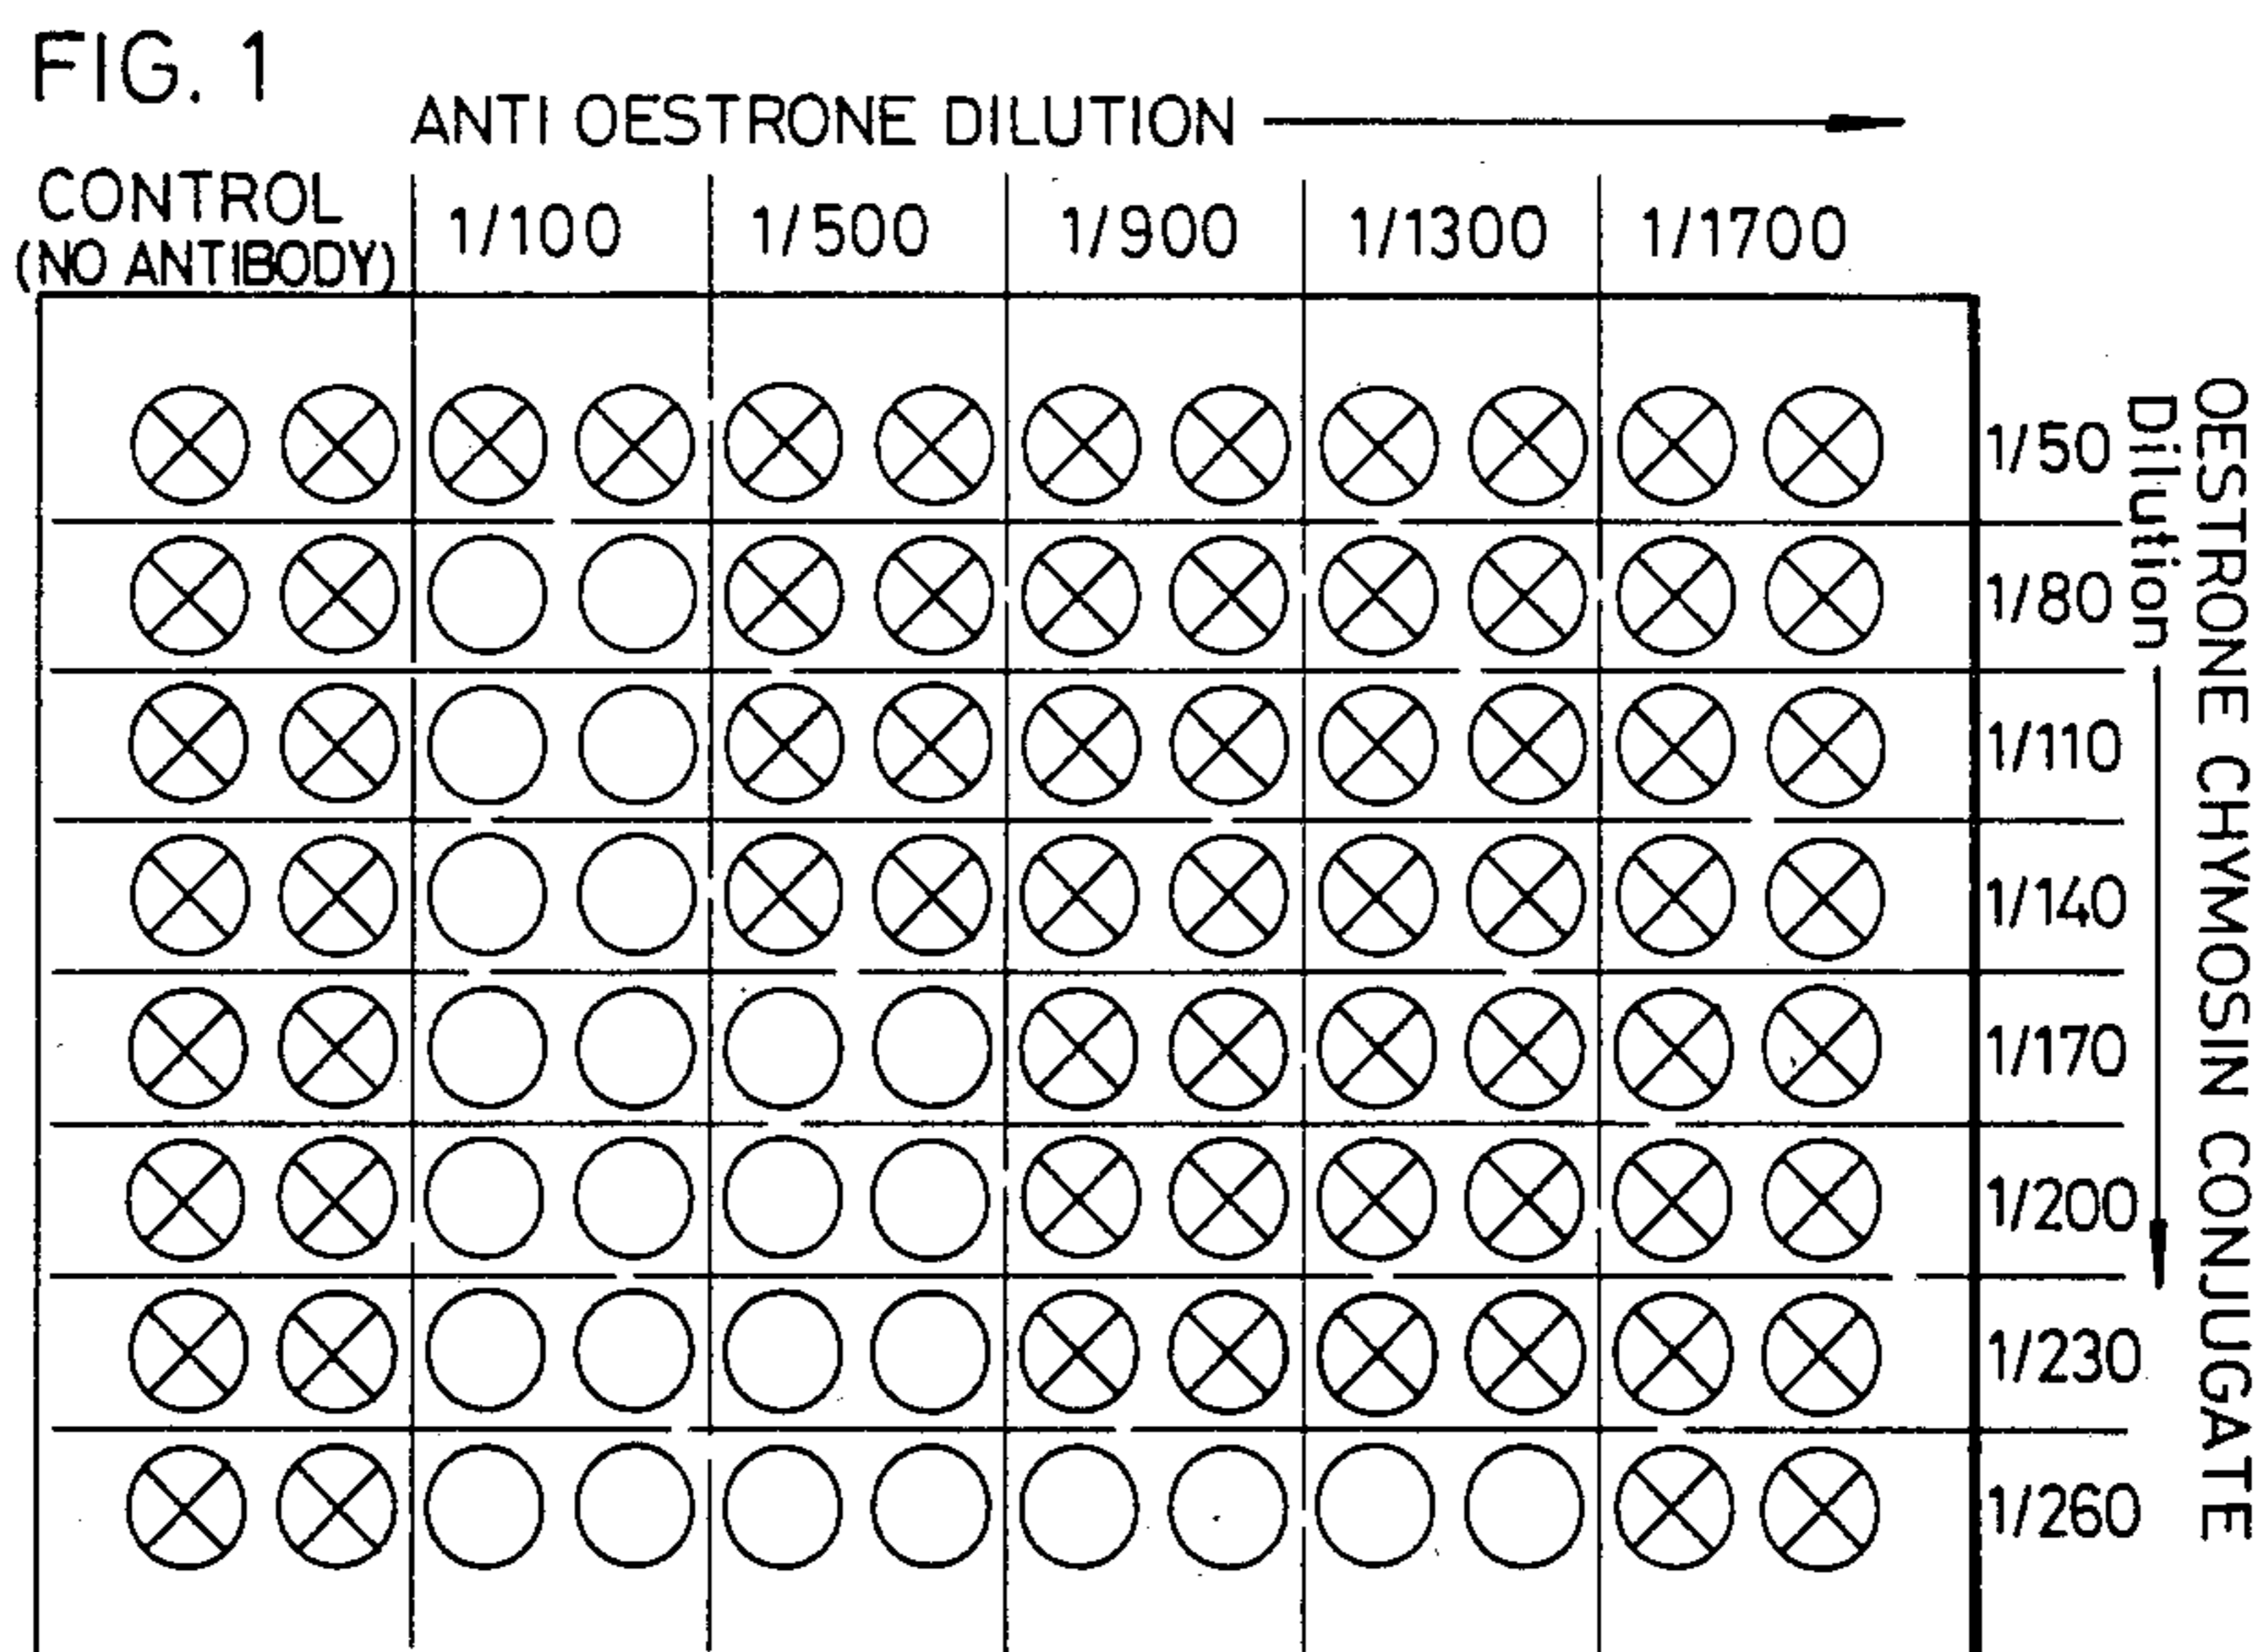 FIG. 1
ANTI OESTRONE DILUTION
CONTROL
(NO ANTIBODY)
1/100
1/500
1/900
1/1300
1/1700
1/50
1/80
1/110
1/140
1/170
1/200
1/230
1/260
Dilution
OESTRONE CHYMOSIN CONJUGATE